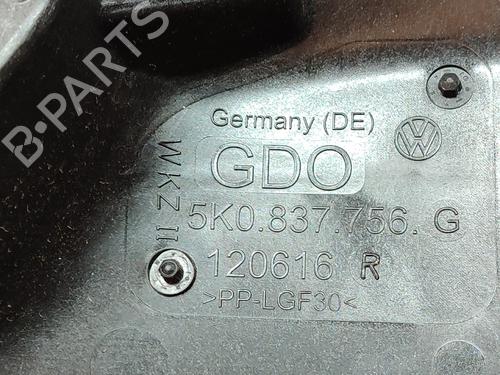 B-PARTS
Germany (DE)
GDO
WKZ II
5K0.837.756. G
120616 R
>PP-LGF30<